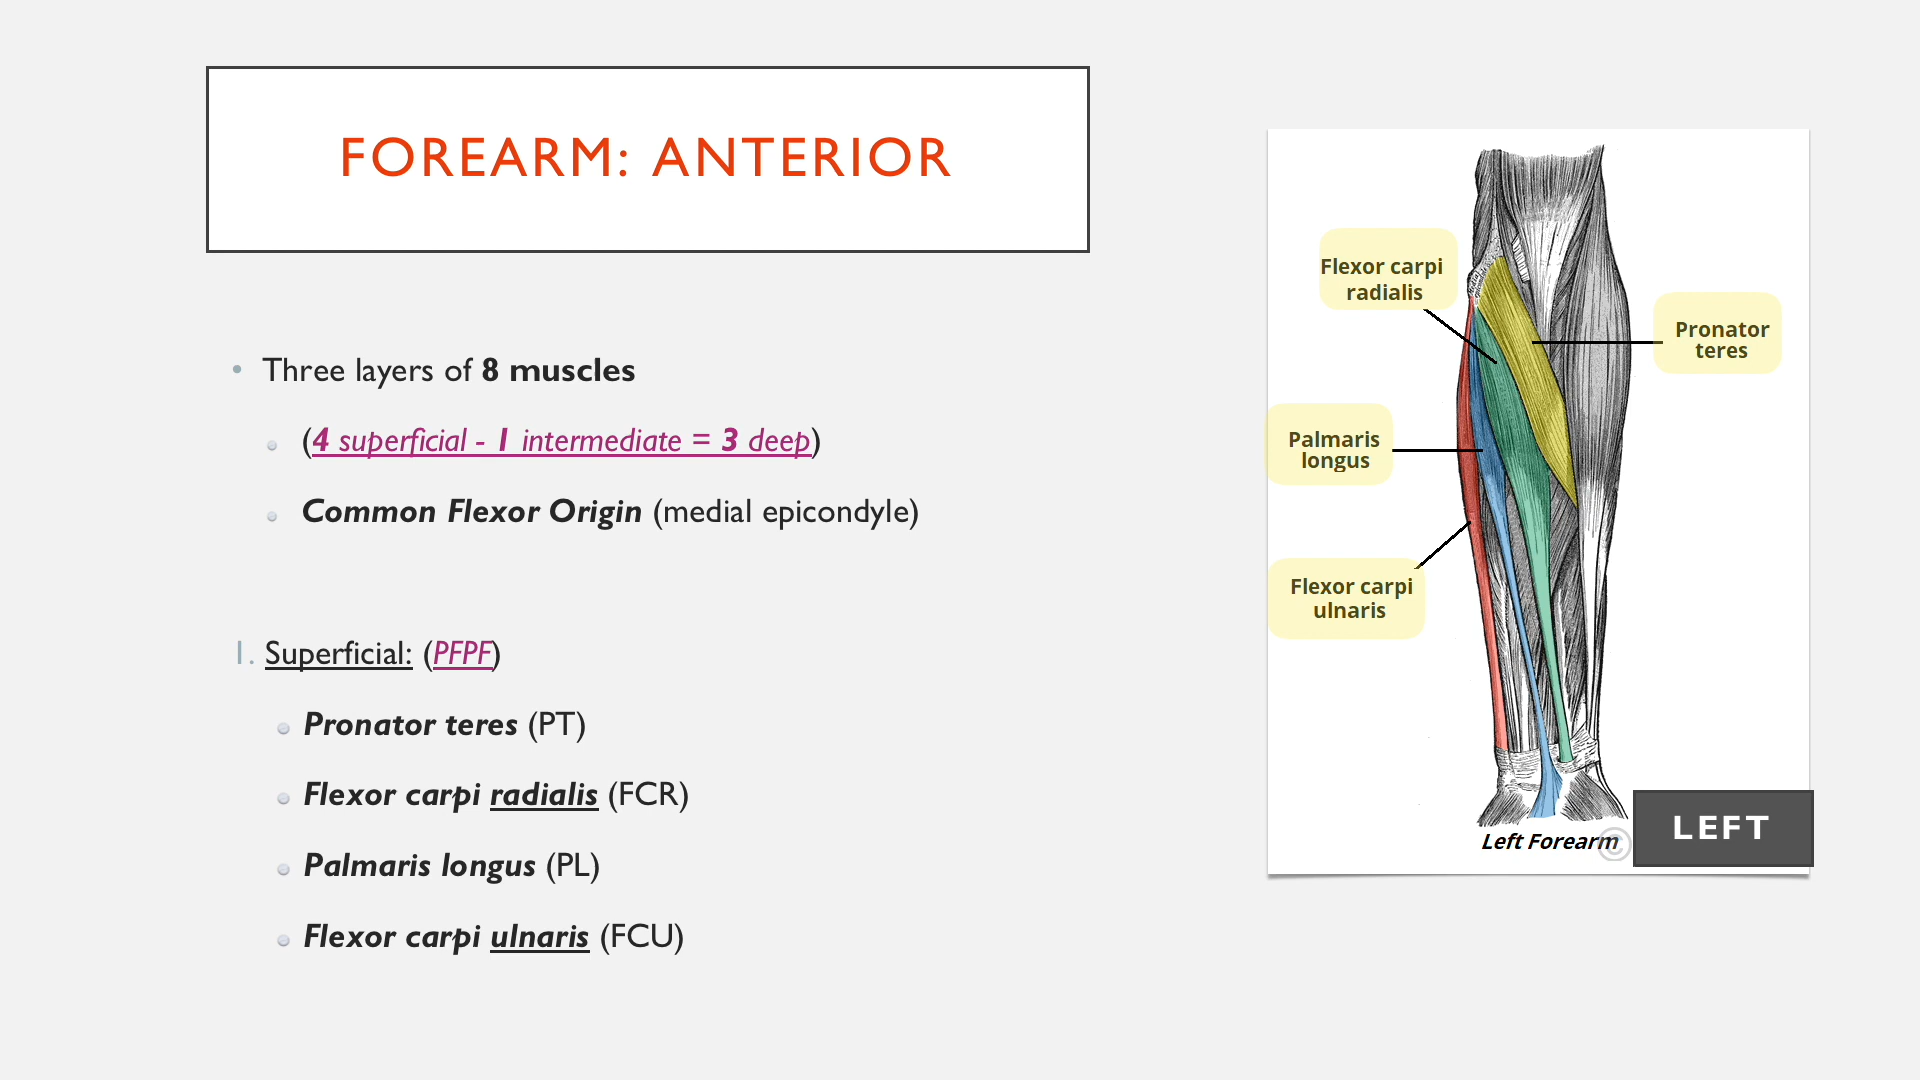 FOREARM: ANTERIOR
• Three layers of 8 muscles
(4 superficial - 1 intermediate = 3 deep)
Common Flexor Origin (medial epicondyle)
1. Superficial: (PFPF)
Pronator teres (PT)
Flexor carpi radialis (FCR)
Palmaris longus (PL)
Flexor carpi ulnaris (FCU)
Flexor carpi
radialis
Pronator
teres
Palmaris
longus
Flexor carpi
ulnaris
Left Forearm
©
LEFT